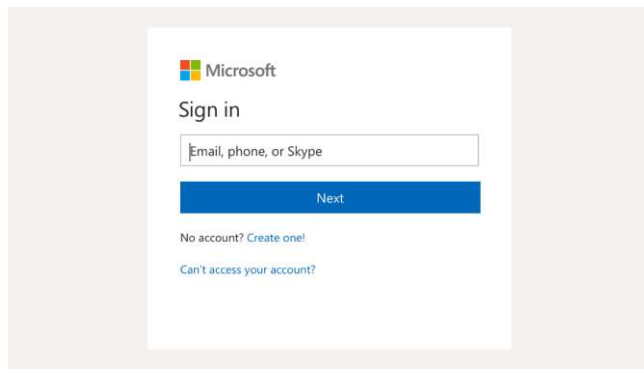 Microsoft
Sign in
Email, phone, or Skype
Next
No account? Create one!
Can't access your account?